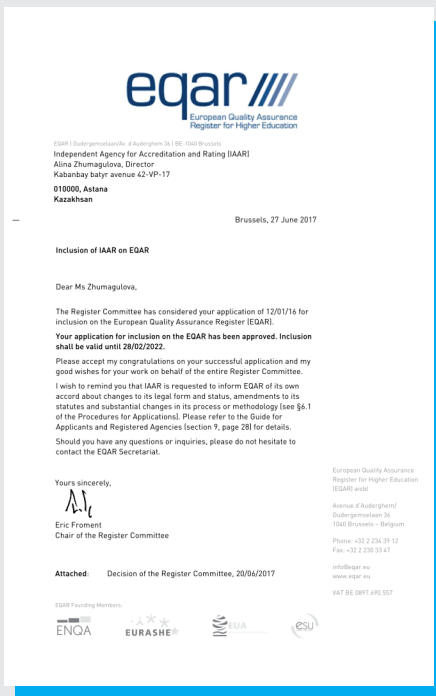 eqar
European Quality Assurance
Register for Higher Education
EQAR | Oudergemselaan/Av. d'Auderghem 36 | BE-1040 Brussels
Independent Agency for Accreditation and Rating (IAAR)
Alina Zhumagulova, Director
Kabanbay batyr avenue 42-VP-17
010000, Astana
Kazakhsan
Brussels, 27 June 2017
Inclusion of IAAR on EQAR
Dear Ms Zhumagulova,
The Register Committee has considered your application of 12/01/16 for
inclusion on the European Quality Assurance Register (EQAR).
Your application for inclusion on the EQAR has been approved. Inclusion
shall be valid until 28/02/2022.
Please accept my congratulations on your successful application and my
good wishes for your work on behalf of the entire Register Committee.
I wish to remind you that IAAR is requested to inform EQAR of its own
accord about changes to its legal form and status, amendments to its
statutes and substantial changes in its process or methodology (see §6.1
of the Procedures for Applications). Please refer to the Guide for
Applicants and Registered Agencies (section 9, page 28) for details.
Should you have any questions or inquiries, please do not hesitate to
contact the EQAR Secretariat.
Yours sincerely,
Eric Froment
Chair of the Register Committee
European Quality Assurance
Register for Higher Education
(EQAR) aisbl
Avenue d'Auderghem/
Oudergemselaan 36
1040 Brussels – Belgium
Phone: +32 2 234 39 12
Fax: +32 2 230 33 47
info@eqar.eu
www.eqar.eu
VAT BE 0897.690.557
Attached: Decision of the Register Committee, 20/06/2017
EQAR Founding Members:
ENQA
EURASHE
EUA
esu